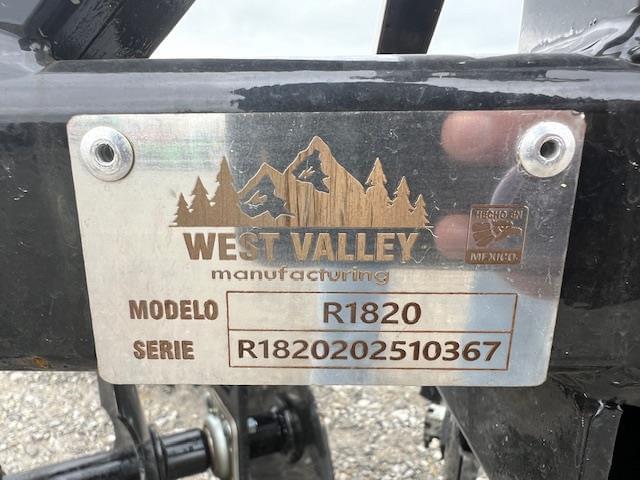 WEST VALLEY
manufacturing
HECHO EN
MEXICO
MODELO R1820
SERIE R1820202510367